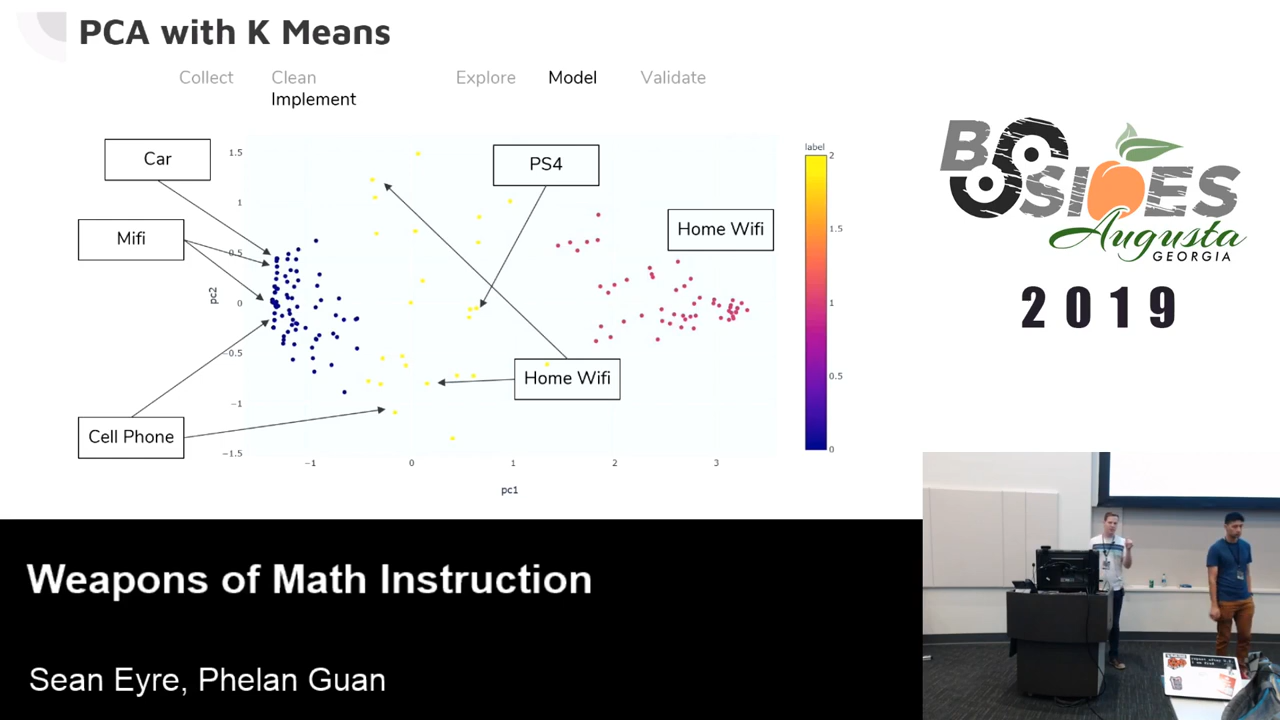 PCA with K Means
Collect
Clean
Explore
Model
Validate
Implement
Car
Mifi
Cell Phone
PS4
Home Wifi
Home Wifi
1.5
1
0.5
0
−0.5
−1
−1.5
pc2
−1
0
1
2
3
pc1
label
2
1.5
1
0.5
0
BSIDES
Augusta
GEORGIA
2019
Weapons of Math Instruction
Sean Eyre, Phelan Guan